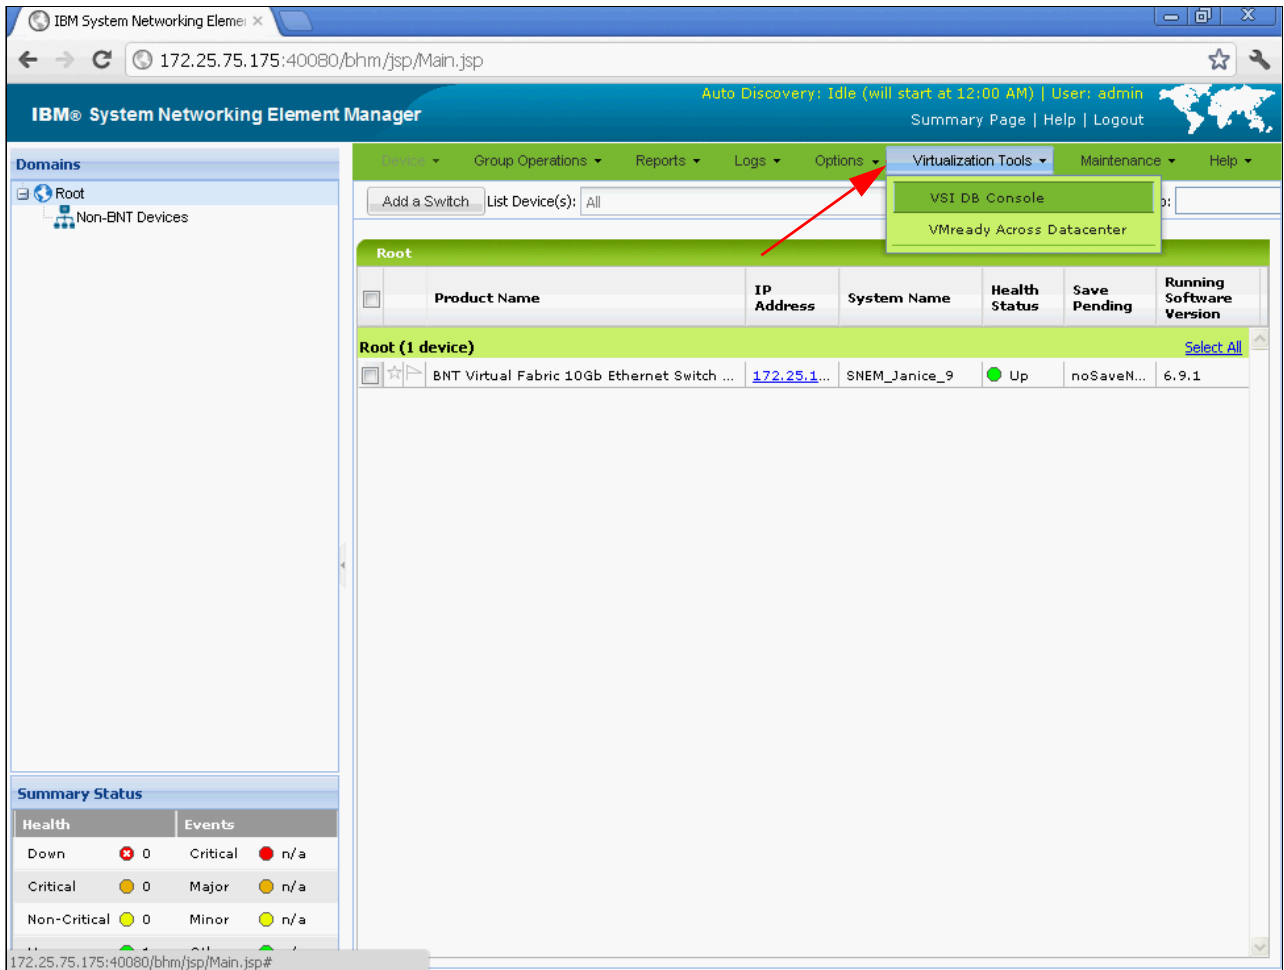 IBM System Networking Elemei
172.25.75.175:40080/bhm/jsp/Main.jsp
Auto Discovery: Idle (will start at 12:00 AM) | User: admin
IBM® System Networking Element Manager
Summary Page | Help | Logout
Domains
Device
Group Operations
Reports
Logs
Options
Virtualization Tools
Maintenance
Help
Root
Non-BNT Devices
Add a Switch
List Device(s):
All
VSI DB Console
VMready Across Datacenter
Root
Product Name
IP Address
System Name
Health Status
Save Pending
Running Software Version
Root (1 device)
Select All
BNT Virtual Fabric 10Gb Ethernet Switch ...
172.25.1...
SNEM_Janice_9
Up
noSaveN...
6.9.1
Summary Status
Health
Events
Down 0
Critical n/a
Critical 0
Major n/a
Non-Critical 0
Minor n/a
172.25.75.175:40080/bhm/jsp/Main.jsp#